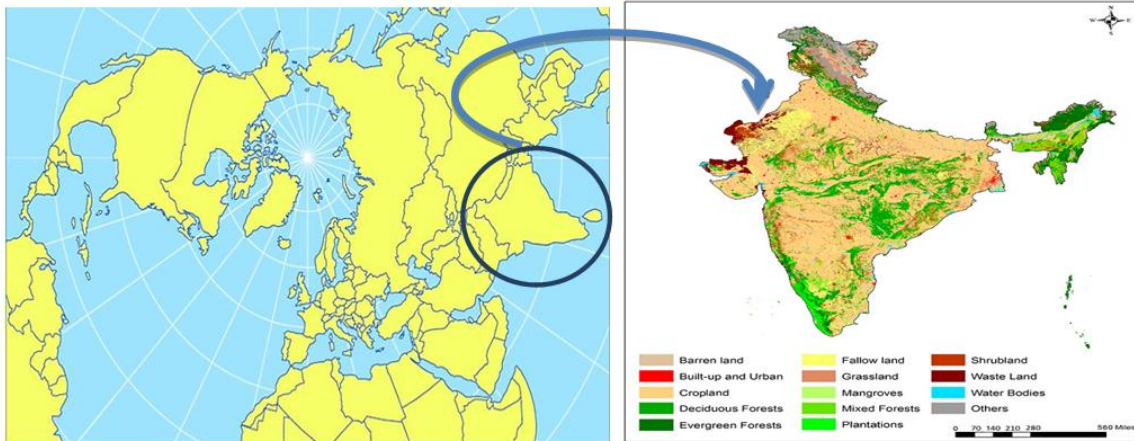 N
W E
S
Barren land
Built-up and Urban
Cropland
Deciduous Forests
Evergreen Forests
Fallow land
Grassland
Mangroves
Mixed Forests
Plantations
Shrubland
Waste Land
Water Bodies
Others
0 70 140 210 280 560 Miles